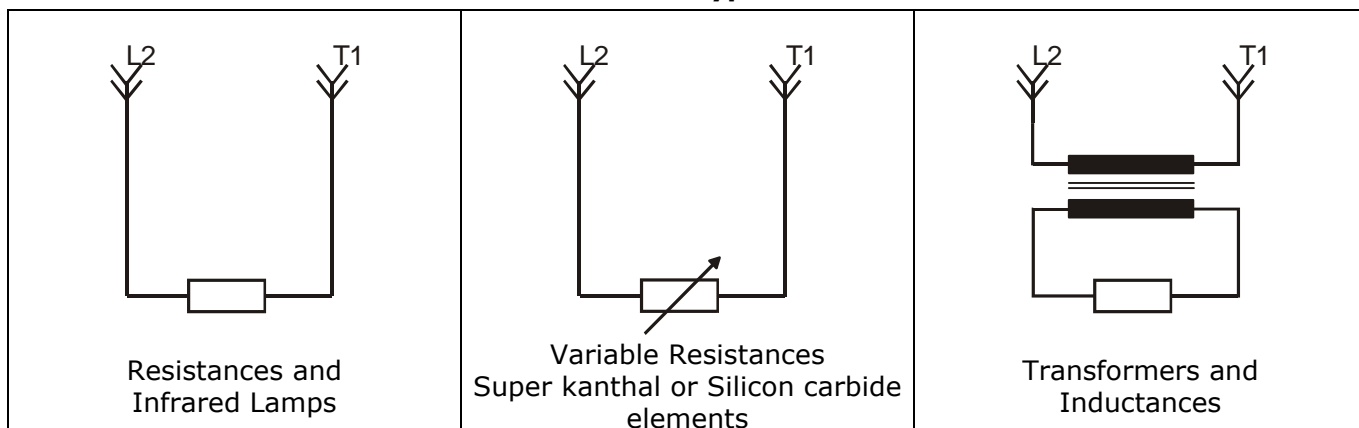 L2 T1
L2 T1
L2 T1
Resistances and
Infrared Lamps
Variable Resistances
Super kanthal or Silicon carbide
elements
Transformers and
Inductances